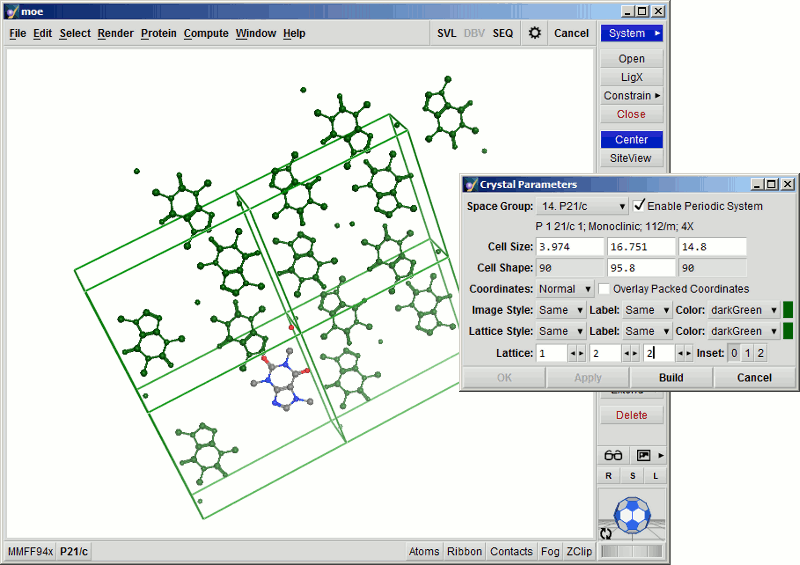 moe
File Edit Select Render Protein Compute Window Help SVL DBV SEQ Cancel
System
Open
LigX
Constrain
Close
Center
SiteView
Crystal Parameters
Space Group: 14. P21/c Enable Periodic System
P 1 21/c 1; Monoclinic; 112/m; 4X
Cell Size: 3.974 16.751 14.8
Cell Shape: 90 95.8 90
Coordinates: Normal Overlay Packed Coordinates
Image Style: Same Label: Same Color: darkGreen
Lattice Style: Same Label: Same Color: darkGreen
Lattice: 1 2 2 Inset: 0 1 2
OK Apply Build Cancel
Delete
R S L
MMFF94x P21/c Atoms Ribbon Contacts Fog ZClip